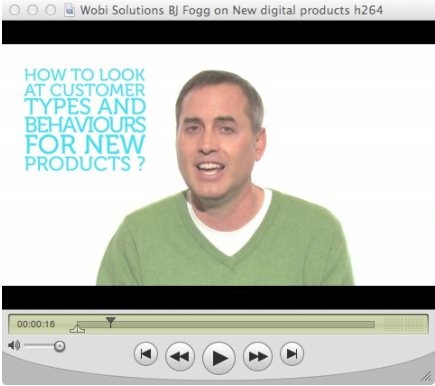 Wobi Solutions BJ Fogg on New digital products h264
HOW TO LOOK
AT CUSTOMER
TYPES AND
BEHAVIOURS
FOR NEW
PRODUCTS ?
00:00:16